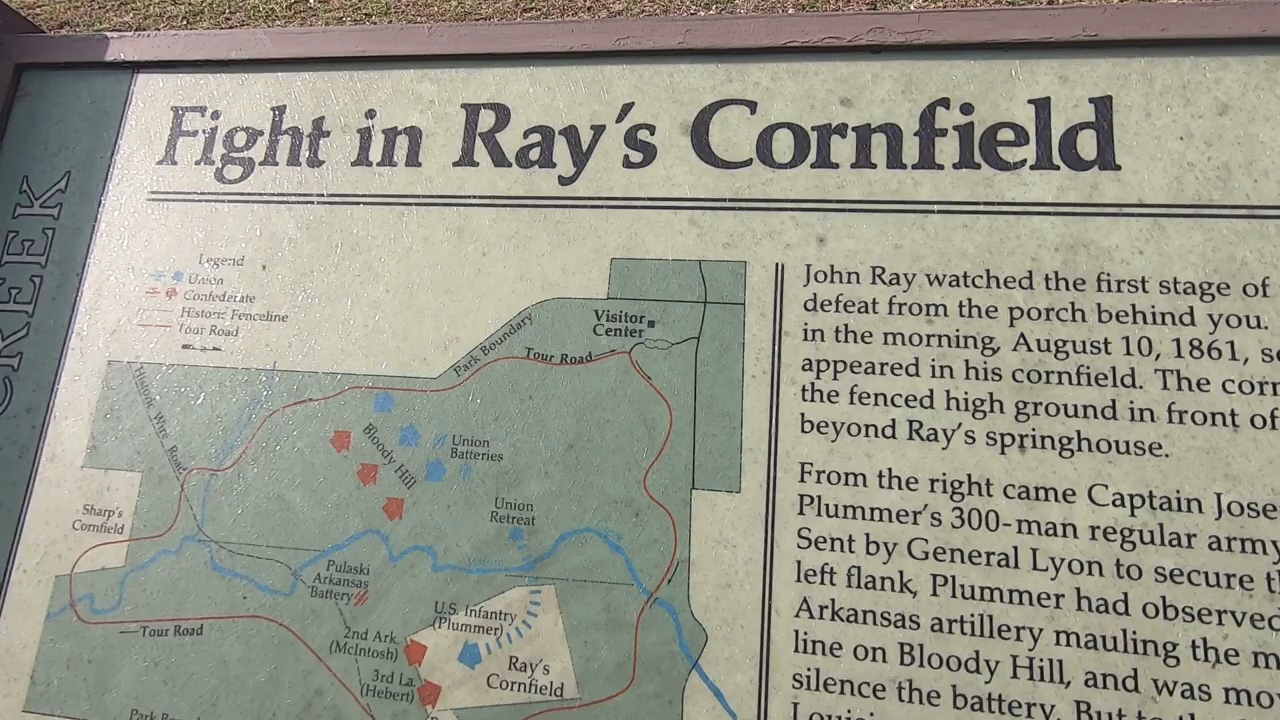 CREEK
Fight in Ray's Cornfield
Legend
Union
Confederate
Historic Fenceline
Tour Road
Visitor
Center
Park Boundary
Tour Road
Historic Wire Road
Bloody Hill
Union
Batteries
Union
Retreat
Sharp's
Cornfield
Pulaski
Arkansas
Battery
U.S. Infantry
(Plummer)
2nd Ark.
(McIntosh)
Tour Road
3rd La.
(Hebert)
Ray's
Cornfield
Park
John Ray watched the first stage of
defeat from the porch behind you.
in the morning, August 10, 1861,
appeared in his cornfield. The
the fenced high ground in front of
beyond Ray's springhouse.
From the right came Captain
Plummer's 300-man regular army
Sent by General Lyon to secure
left flank, Plummer had observed
Arkansas artillery mauling the
line on Bloody Hill, and was
silence the battery. But